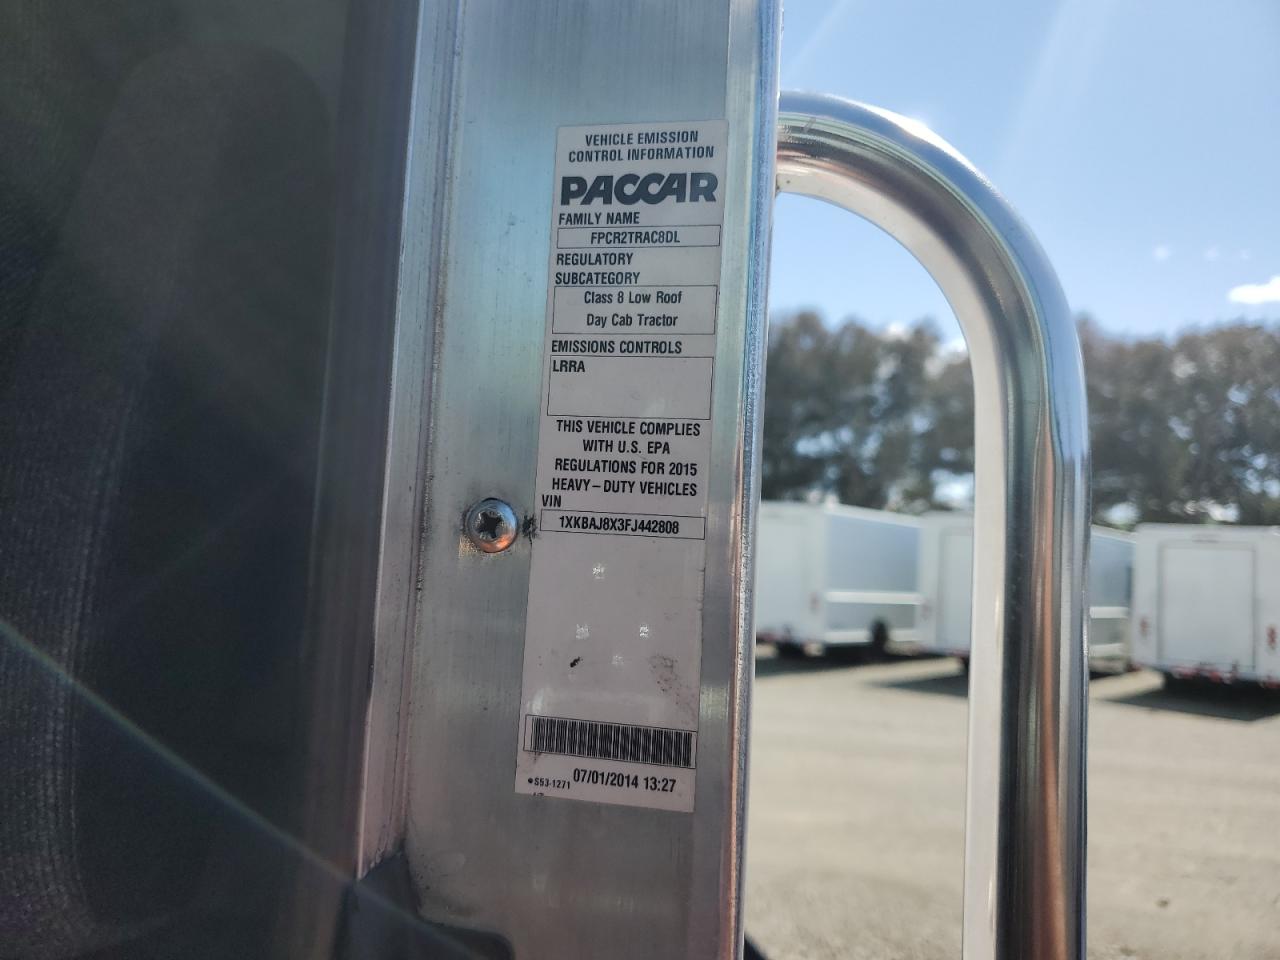 VEHICLE EMISSION
CONTROL INFORMATION
PACCAR
FAMILY NAME
FPCR2TRAC8DL
REGULATORY
SUBCATEGORY
Class 8 Low Roof
Day Cab Tractor
EMISSIONS CONTROLS
LRRA
THIS VEHICLE COMPLIES
WITH U.S. EPA
REGULATIONS FOR 2015
HEAVY-DUTY VEHICLES
VIN
1XKBAJ8X3FJ442808
S53-1271 07/01/2014 13:27